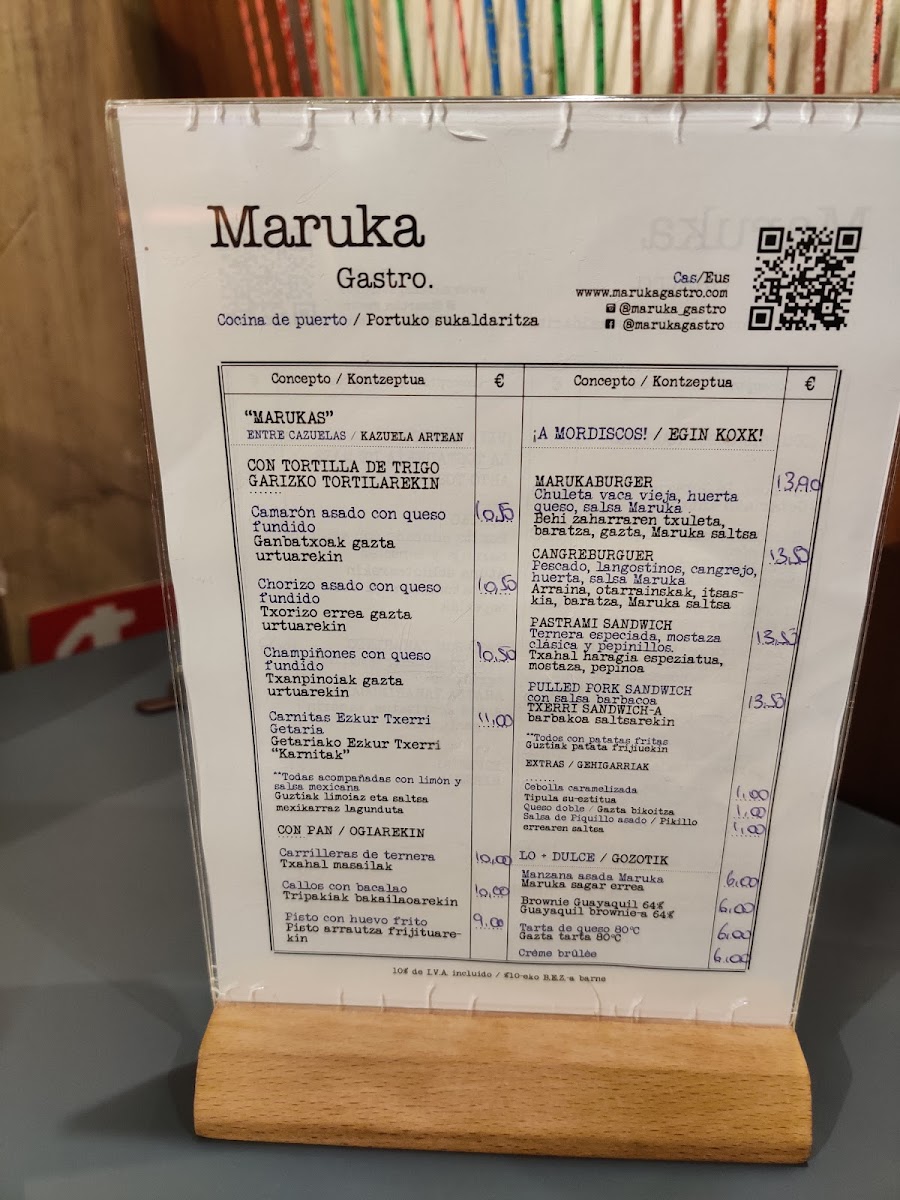 Maruka
Gastro.
Cocina de puerto / Portuko sukaldaritza
Cas/Eus
www.marukagastro.com
@maruka_gastro
@marukagastro
Concepto / Kontzeptua €
“MARUKAS”
ENTRE CAZUELAS / KAZUELA ARTEAN
CON TORTILLA DE TRIGO
GARIZKO TORTILAREKIN
Camarón asado con queso 10,50
fundido
Ganbatxoak gazta
urtuarekin
Chorizo asado con queso 10,50
fundido
Txorizo errea gazta
urtuarekin
Champiñones con queso 10,50
fundido
Txanpinoiak gazta
urtuarekin
Carnitas Ezkur Txerri 11,00
Getaria
Getariako Ezkur Txerri
“Karnitak”
**Todas acompañadas con limón y
salsa mexicana
Guztiak limoiaz eta saltsa
mexikarraz lagunduta
CON PAN / OGIAREKIN
Carrilleras de ternera 10,00
Txahal masailak
Callos con bacalao 10,00
Tripakiak bakailaoarekin
Pisto con huevo frito 9,00
Pisto arrautza frijituare-
kin
Concepto / Kontzeptua €
¡A MORDISCOS! / EGIN KOXK!
MARUKABURGER 13,90
Chuleta vaca vieja, huerta
queso, salsa Maruka
Behi zaharraren txuleta,
baratza, gazta, Maruka saltsa
CANGREBURGUER 13,50
Pescado, langostinos, cangrejo,
huerta, salsa Maruka
Arraina, otarrainskak, itsas-
kia, baratza, Maruka saltsa
PASTRAMI SANDWICH 13,50
Ternera especiada, mostaza
clásica y pepinillos.
Txahal haragia espeziatua,
mostaza, pepinoa
PULLED PORK SANDWICH 13,50
con salsa barbacoa
TXERRI SANDWICH-A
barbakoa saltsarekin
**Todos con patatas fritas
Guztiak patata frijiuekin
EXTRAS / GEHIGARRIAK
Cebolla caramelizada 1,00
Tipula su-eztitua
Queso doble / Gazta bikoitza 1,00
Salsa de Piquillo asado / Pikillo 1,00
errearen saltsa
LO + DULCE / GOZOTIK
Manzana asada Maruka 6,00
Maruka sagar errea
Brownie Guayaquil 64% 6,00
Guayaquil brownie-a 64%
Tarta de queso 80ºC 6,00
Gazta tarta 80ºC
Crème brûlée 6,00
10% de I.V.A. incluido / %10-eko B.E.Z.-a barne